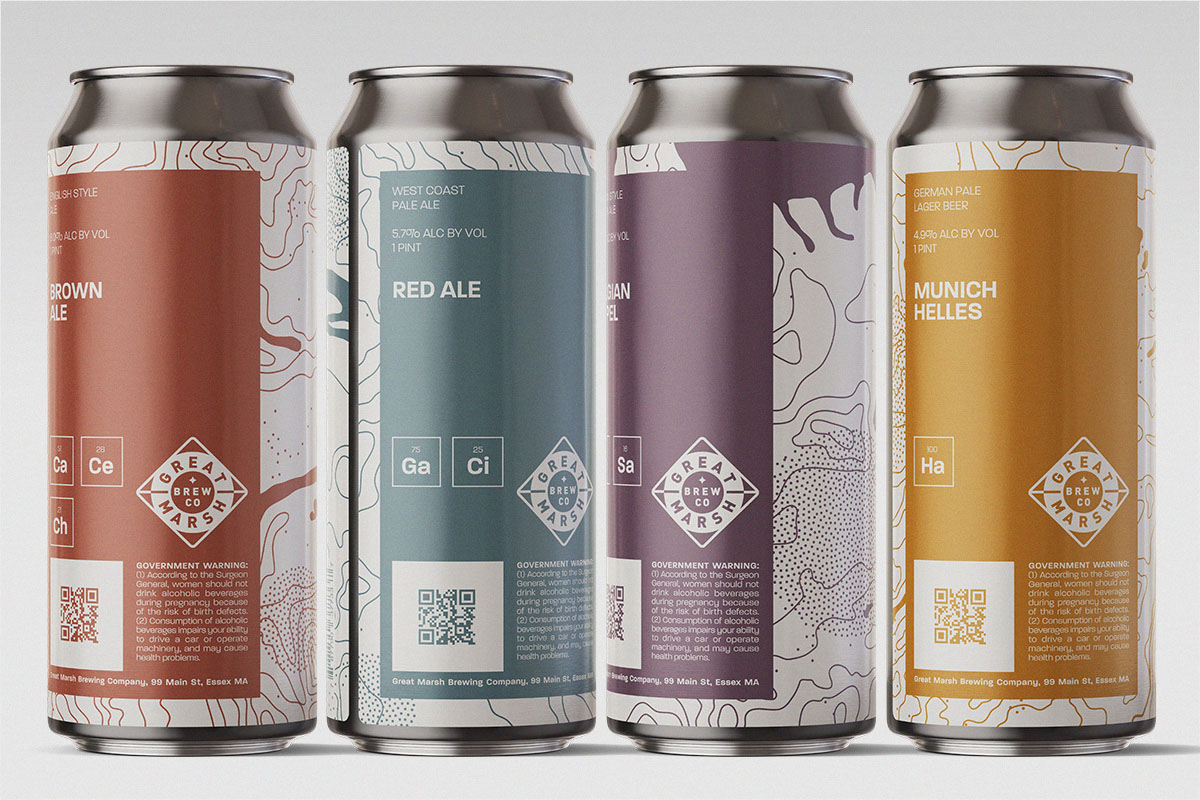 ENGLISH STYLE
ALE
% ALC BY VOL
1 PINT
BROWN
ALE
Ca
28
Ce
21
Ch
GREAT
BREW
CO
MARSH
GOVERNMENT WARNING:
(1) According to the Surgeon
General, women should not
drink alcoholic beverages
during pregnancy because
of the risk of birth defects.
(2) Consumption of alcoholic
beverages impairs your ability
to drive a car or operate
machinery, and may cause
health problems.
Great Marsh Brewing Company, 99 Main St, Essex MA
WEST COAST
PALE ALE
5.7% ALC BY VOL
1 PINT
RED ALE
75
Ga
25
Ci
GREAT
BREW
CO
MARSH
GOVERNMENT WARNING:
(1) According to the Surgeon
General, women should not
drink alcoholic beverages
during pregnancy because
of the risk of birth defects.
(2) Consumption of alcoholic
beverages impairs your ability
to drive a car or operate
machinery, and may cause
health problems.
Great Marsh Brewing Company, 99 Main St, Essex MA
STYLE
ALE
BY VOL
GIAN
PEL
16
Sa
GREAT
BREW
CO
MARSH
GOVERNMENT WARNING:
(1) According to the Surgeon
General, women should not
drink alcoholic beverages
during pregnancy because
of the risk of birth defects.
(2) Consumption of alcoholic
beverages impairs your ability
to drive a car or operate
machinery, and may cause
health problems.
Great Marsh Brewing Company, 99 Main St, Essex MA
GERMAN PALE
LAGER BEER
4.9% ALC BY VOL
1 PINT
MUNICH
HELLES
100
Ha
GREAT
BREW
CO
MARSH
GOVERNMENT WARNING:
(1) According to the Surgeon
General, women should not
drink alcoholic beverages
during pregnancy because
of the risk of birth defects.
(2) Consumption of alcoholic
beverages impairs your ability
to drive a car or operate
machinery, and may cause
health problems.
Great Marsh Brewing Company, 99 Main St, Essex MA